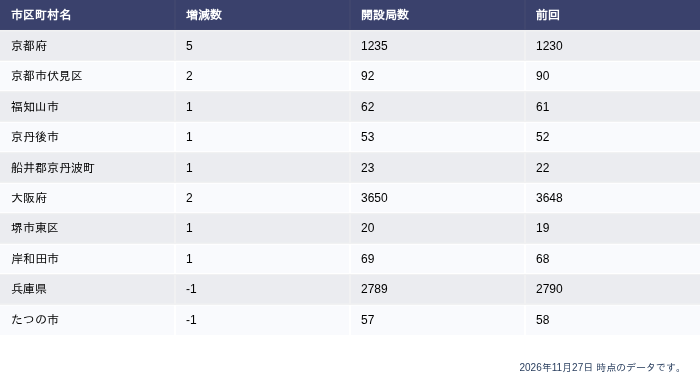 市区町村名 増減数 開設局数 前回
京都府 5 1235 1230
京都市伏見区 2 92 90
福知山市 1 62 61
京丹後市 1 53 52
船井郡京丹波町 1 23 22
大阪府 2 3650 3648
堺市東区 1 20 19
岸和田市 1 69 68
兵庫県 -1 2789 2790
たつの市 -1 57 58
2026年11月27日 時点のデータです。